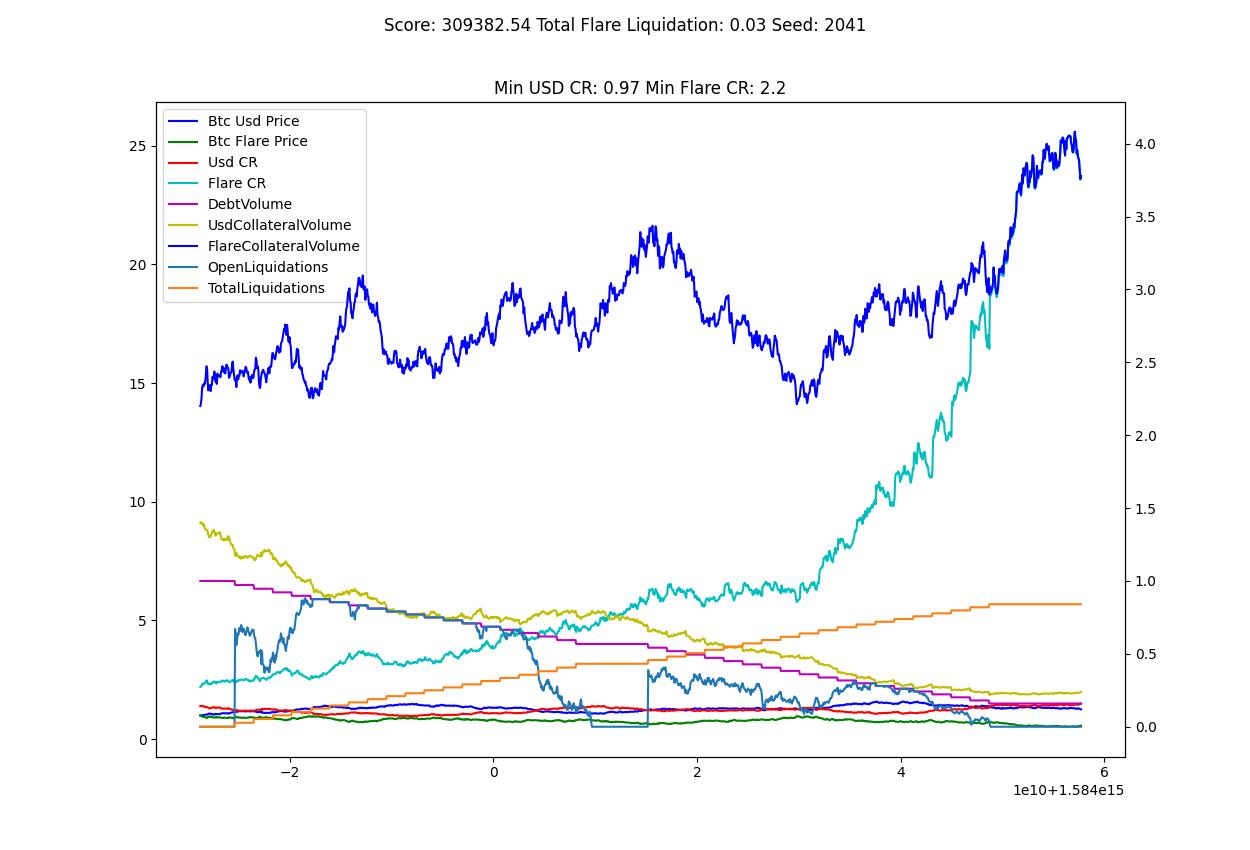 Score: 309382.54 Total Flare Liquidation: 0.03 Seed: 2041
Min USD CR: 0.97 Min Flare CR: 2.2
Btc Usd Price
Btc Flare Price
Usd CR
Flare CR
DebtVolume
UsdCollateralVolume
FlareCollateralVolume
OpenLiquidations
TotalLiquidations
25
20
15
10
5
0
4.0
3.5
3.0
2.5
2.0
1.5
1.0
0.5
0.0
−2
0
2
4
6
1e10+1.584e15